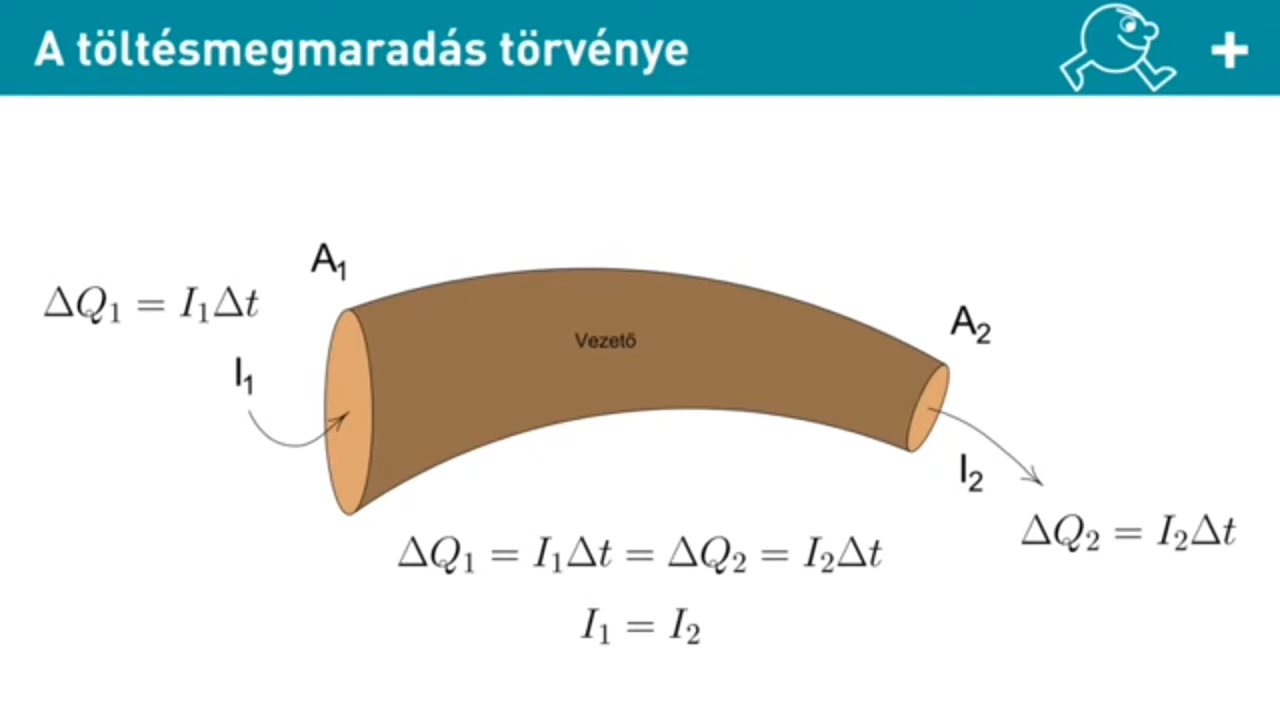 A töltésmegmaradás törvénye
+
A₁
ΔQ₁ = I₁Δt
I₁
Vezető
A₂
I₂
ΔQ₂ = I₂Δt
ΔQ₁ = I₁Δt = ΔQ₂ = I₂Δt
I₁ = I₂